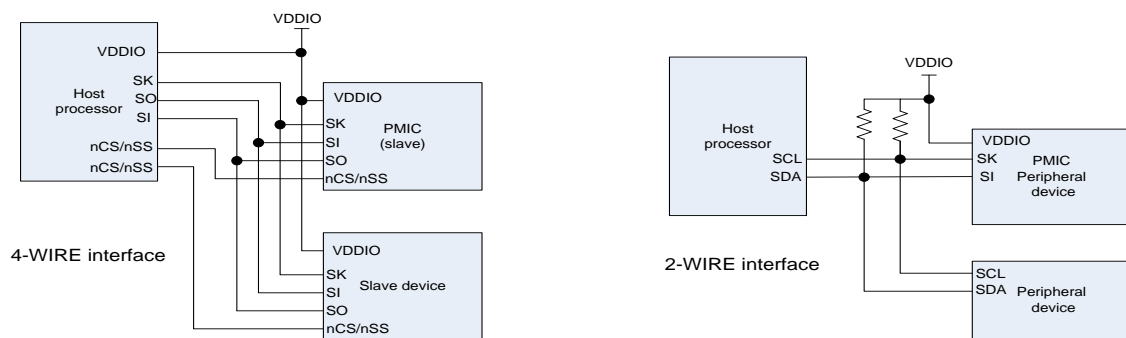 VDDIO
VDDIO
SK
Host
processor
SO
SI
nCS/nSS
nCS/nSS
VDDIO
SK
PMIC
(slave)
SI
SO
nCS/nSS
4-WIRE interface
VDDIO
SK
Slave device
SI
SO
nCS/nSS
VDDIO
Host
processor
SCL
SDA
VDDIO
SK
PMIC
Peripheral
device
SI
2-WIRE interface
SCL
SDA
Peripheral
device